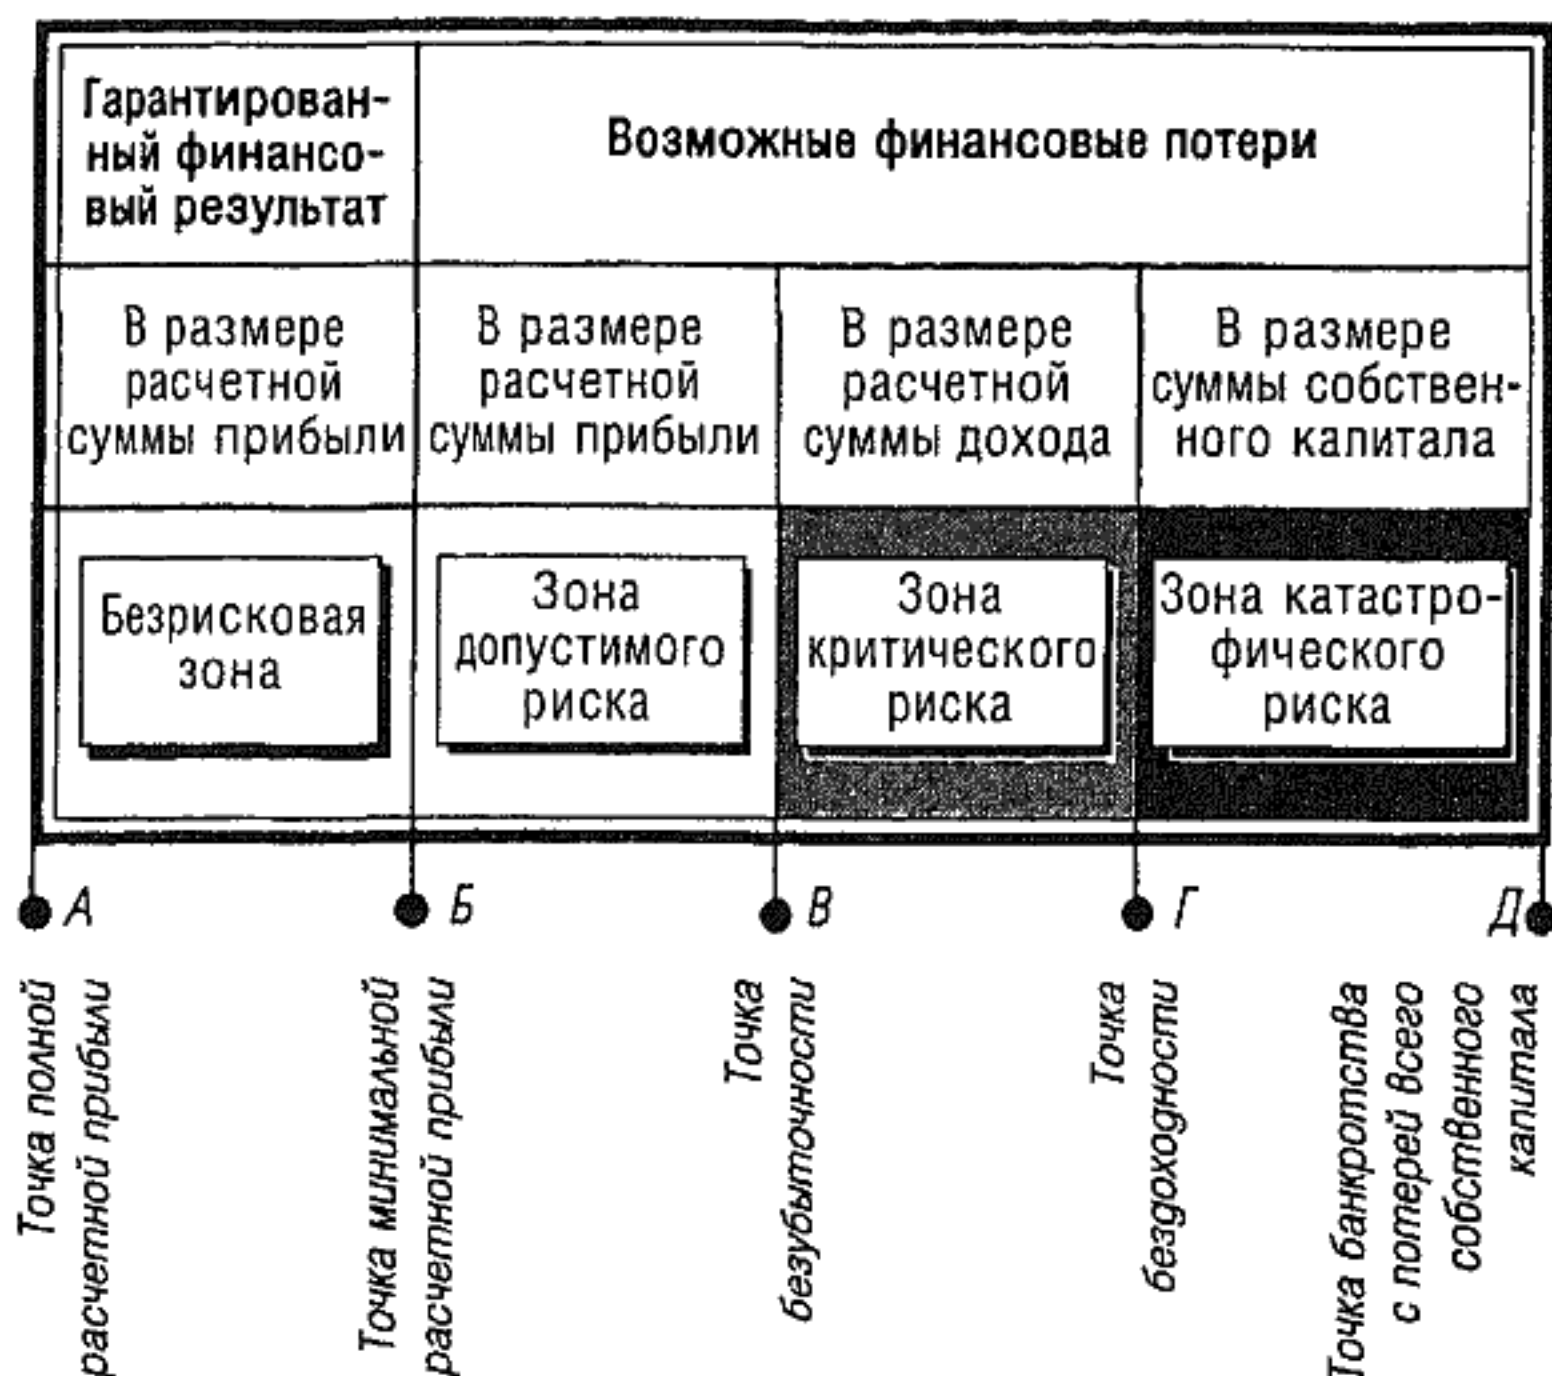 Гарантирован-
ный финансо-
вый результат
Возможные финансовые потери
В размере
расчетной
суммы прибыли
В размере
расчетной
суммы прибыли
В размере
расчетной
суммы дохода
В размере
суммы собствен-
ного капитала
Безрисковая
зона
Зона
допустимого
риска
Зона
критического
риска
Зона катастро-
фического
риска
А
Б
В
Г
Д
Точка полной
расчетной прибыли
Точка минимальной
расчетной прибыли
Точка
безубыточности
Точка
бездоходности
Точка банкротства
с потерей всего
собственного
капитала